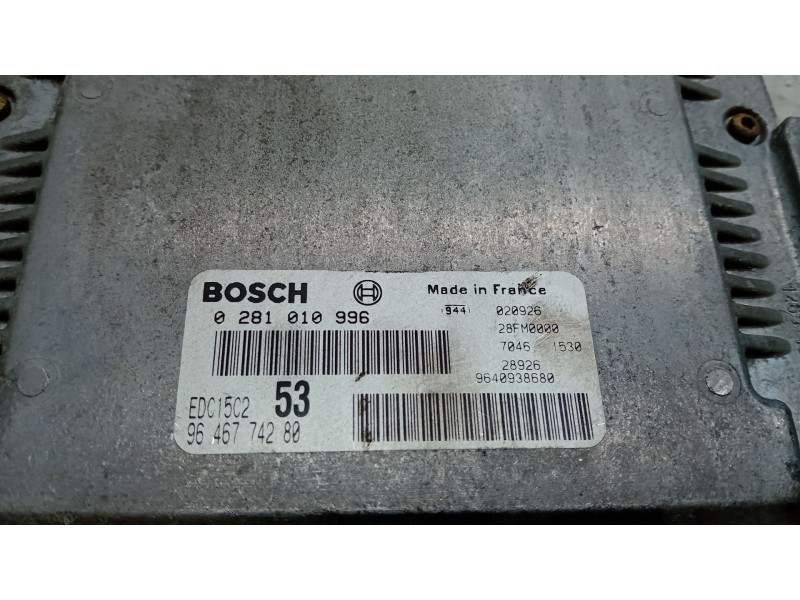 BOSCH
Made in France
0 281 010 996
944 020926
28FM0000
7046 1530
28926
9640938680
EDC15C2 53
96 467 742 80